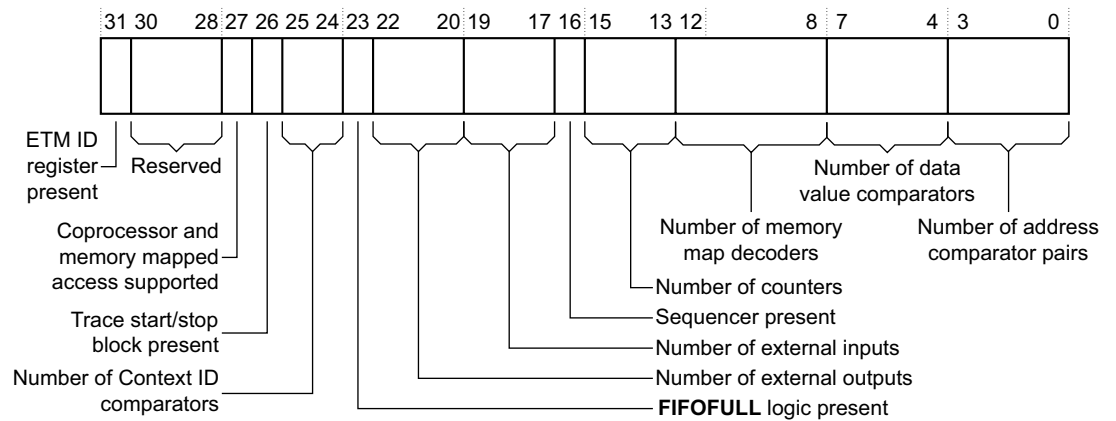 31 30 28 27 26 25 24 23 22 20 19 17 16 15 13 12 8 7 4 3 0
ETM ID
register
present
Reserved
Number of data
value comparators
Coprocessor and
memory mapped
access supported
Number of memory
map decoders
Number of address
comparator pairs
Number of counters
Trace start/stop
block present
Sequencer present
Number of external inputs
Number of Context ID
comparators
Number of external outputs
FIFOFULL logic present